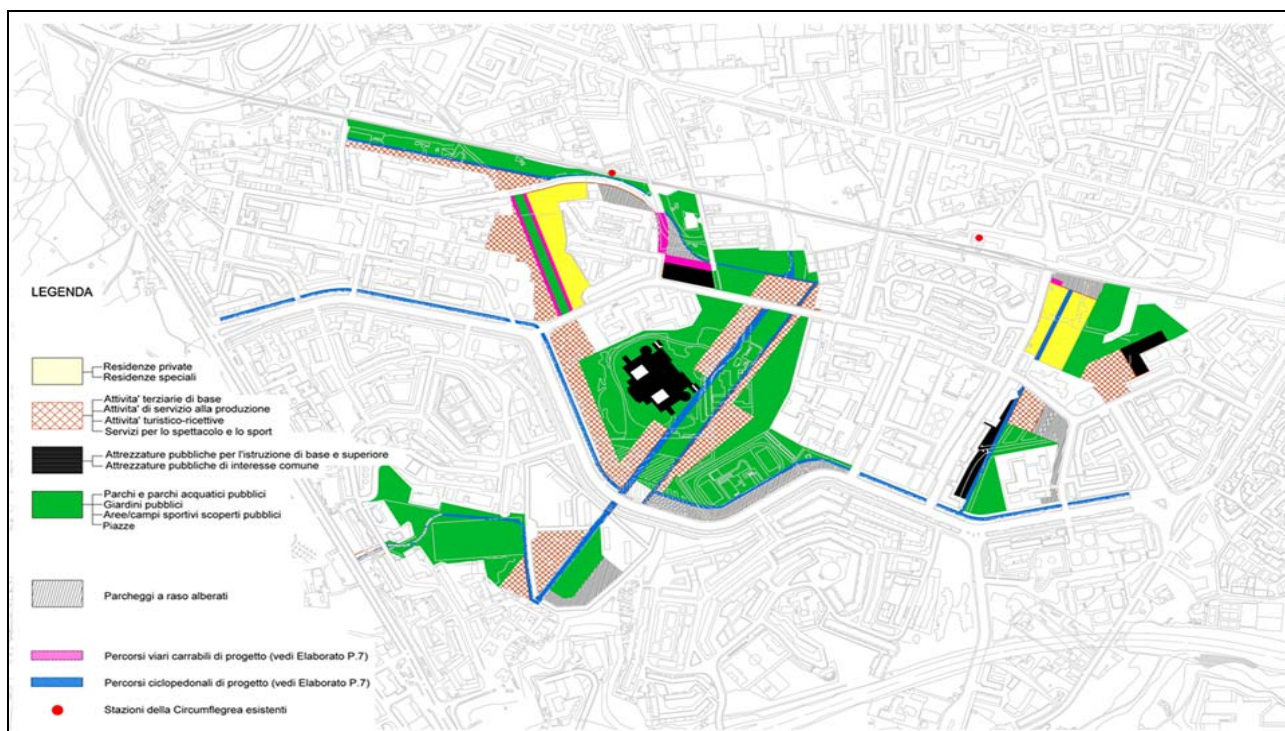 LEGENDA
Residenze private
Residenze speciali
Attivita' terziarie di base
Attivita' di servizio alla produzione
Attivita' turistico-ricettive
Servizi per lo spettacolo e lo sport
Attrezzature pubbliche per l'istruzione di base e superiore
Attrezzature pubbliche di interesse comune
Parchi e parchi acquatici pubblici
Giardini pubblici
Aree/campi sportivi scoperti pubblici
Piazze
Parcheggi a raso alberati
Percorsi viari carrabili di progetto (vedi Elaborato P.7)
Percorsi ciclopedonali di progetto (vedi Elaborato P.7)
Stazioni della Circumflegrea esistenti